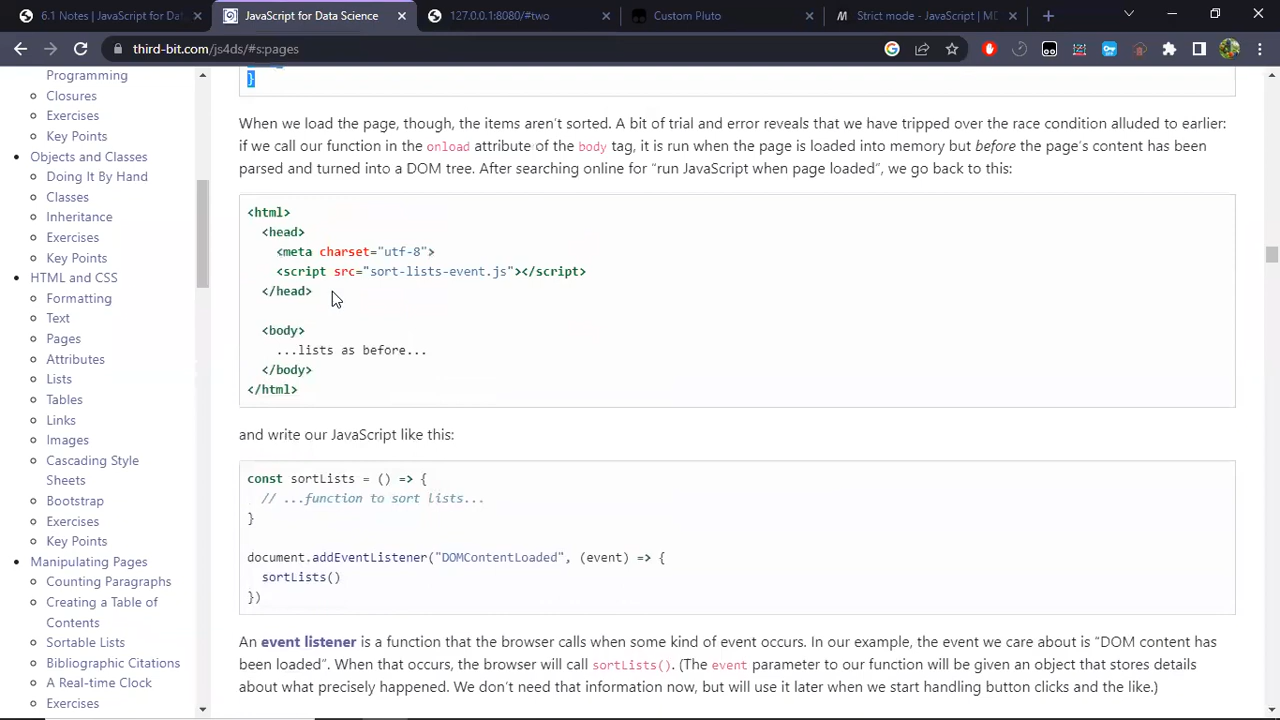 6.1 Notes | JavaScript for Da
JavaScript for Data Science
127.0.0.1:8080/#two
Custom Pluto
Strict mode - JavaScript | MD
third-bit.com/js4ds/#s:pages
Programming
Closures
Exercises
Key Points
Objects and Classes
Doing It By Hand
Classes
Inheritance
Exercises
Key Points
HTML and CSS
Formatting
Text
Pages
Attributes
Lists
Tables
Links
Images
Cascading Style
Sheets
Bootstrap
Exercises
Key Points
Manipulating Pages
Counting Paragraphs
Creating a Table of
Contents
Sortable Lists
Bibliographic Citations
A Real-time Clock
Exercises
}
When we load the page, though, the items aren’t sorted. A bit of trial and error reveals that we have tripped over the race condition alluded to earlier:
if we call our function in the onload attribute of the body tag, it is run when the page is loaded into memory but before the page’s content has been
parsed and turned into a DOM tree. After searching online for “run JavaScript when page loaded”, we go back to this:
<html>
<head>
<meta charset="utf-8">
<script src="sort-lists-event.js"></script>
</head>
<body>
...lists as before...
</body>
</html>
and write our JavaScript like this:
const sortLists = () => {
// ...function to sort lists...
}
document.addEventListener("DOMContentLoaded", (event) => {
sortLists()
})
An event listener is a function that the browser calls when some kind of event occurs. In our example, the event we care about is “DOM content has
been loaded”. When that occurs, the browser will call sortLists(). (The event parameter to our function will be given an object that stores details
about what precisely happened. We don’t need that information now, but will use it later when we start handling button clicks and the like.)